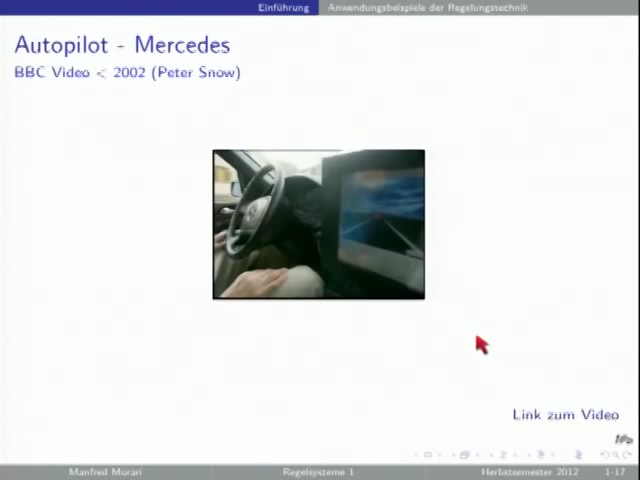 Einführung Anwendungsbeispiele der Regelungstechnik
Autopilot - Mercedes
BBC Video < 2002 (Peter Snow)
Link zum Video
Manfred Morari Regelsysteme 1 Herbstsemester 2012 1-17